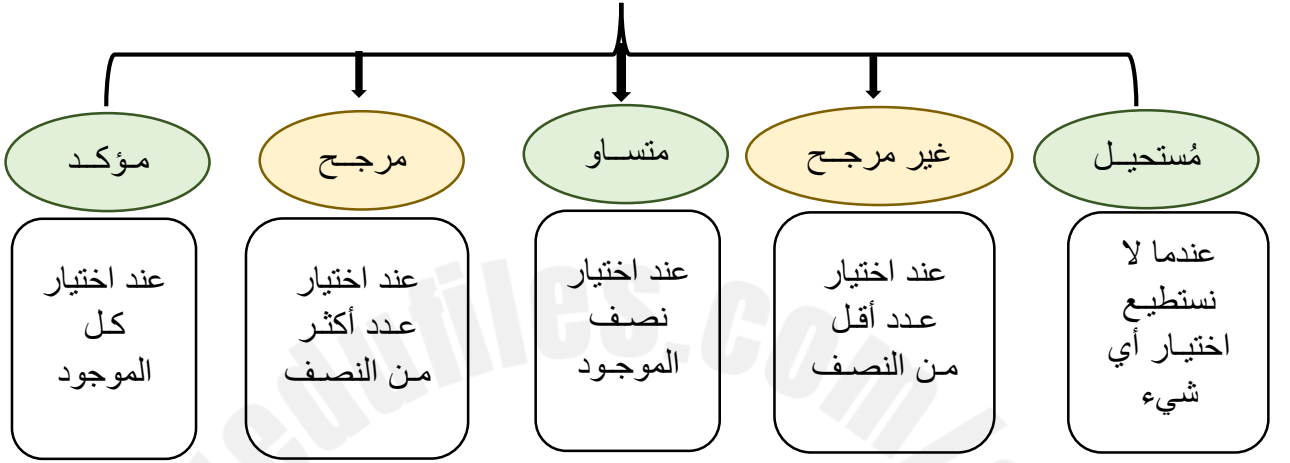 مُستحيل
غير مرجح
متساو
مرجح
مؤكد
عندما لا
نستطيع
اختيار أي
شيء
عند اختيار
عدد أقل
من النصف
عند اختيار
نصف
الموجود
عند اختيار
عدد أكثر
من النصف
عند اختيار
كل
الموجود